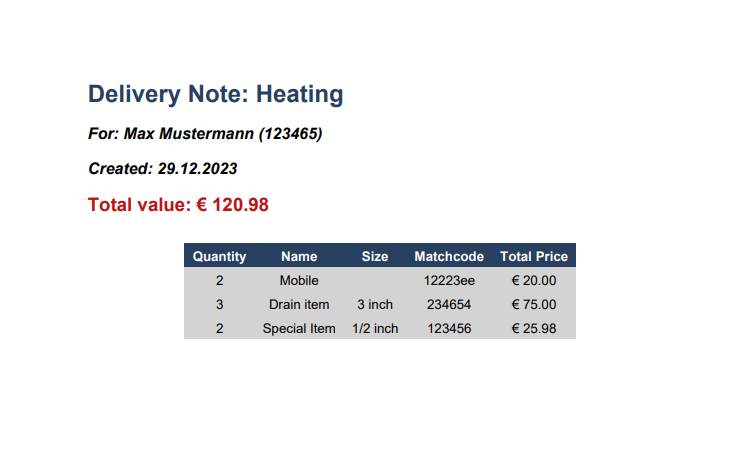 Delivery Note: Heating
For: Max Mustermann (123465)
Created: 29.12.2023
Total value: € 120.98
Quantity Name Size Matchcode Total Price
2 Mobile 12223ee € 20.00
3 Drain item 3 inch 234654 € 75.00
2 Special Item 1/2 inch 123456 € 25.98